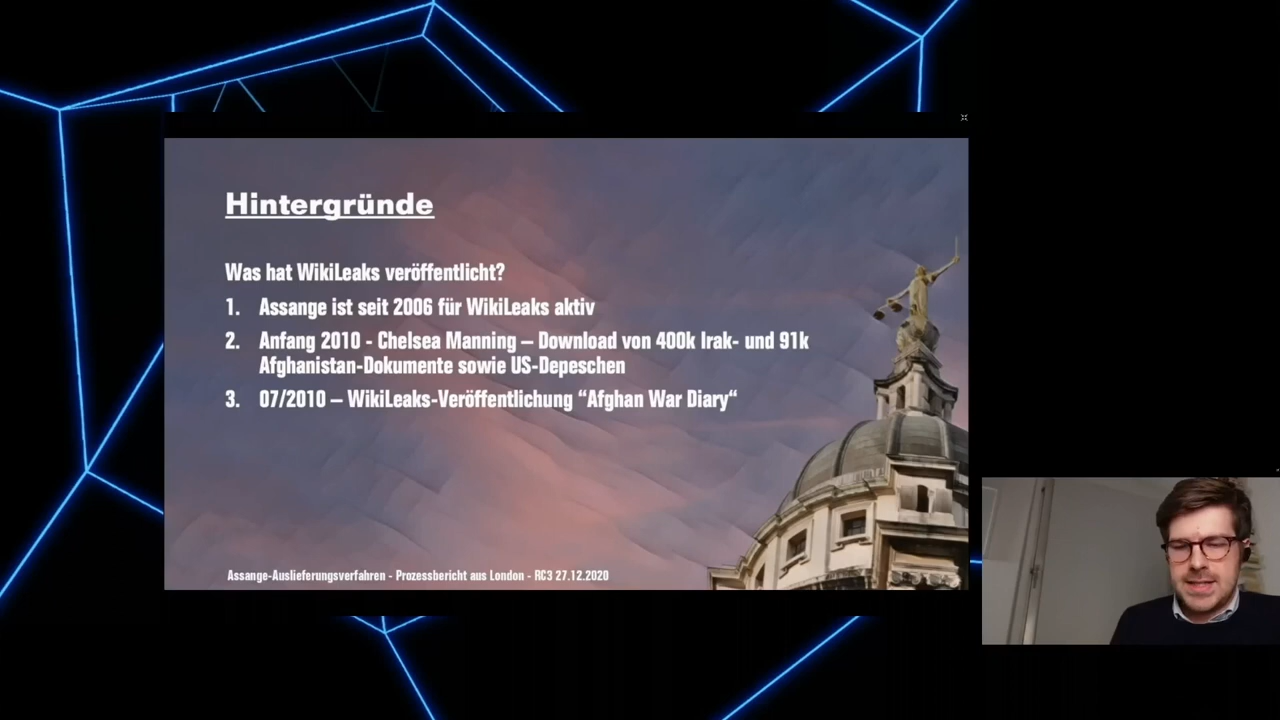 Hintergründe
Was hat WikiLeaks veröffentlicht?
1. Assange ist seit 2006 für WikiLeaks aktiv
2. Anfang 2010 - Chelsea Manning – Download von 400k Irak- und 91k
Afghanistan-Dokumente sowie US-Depeschen
3. 07/2010 – WikiLeaks-Veröffentlichung “Afghan War Diary“
Assange-Auslieferungsverfahren - Prozessbericht aus London - RC3 27.12.2020